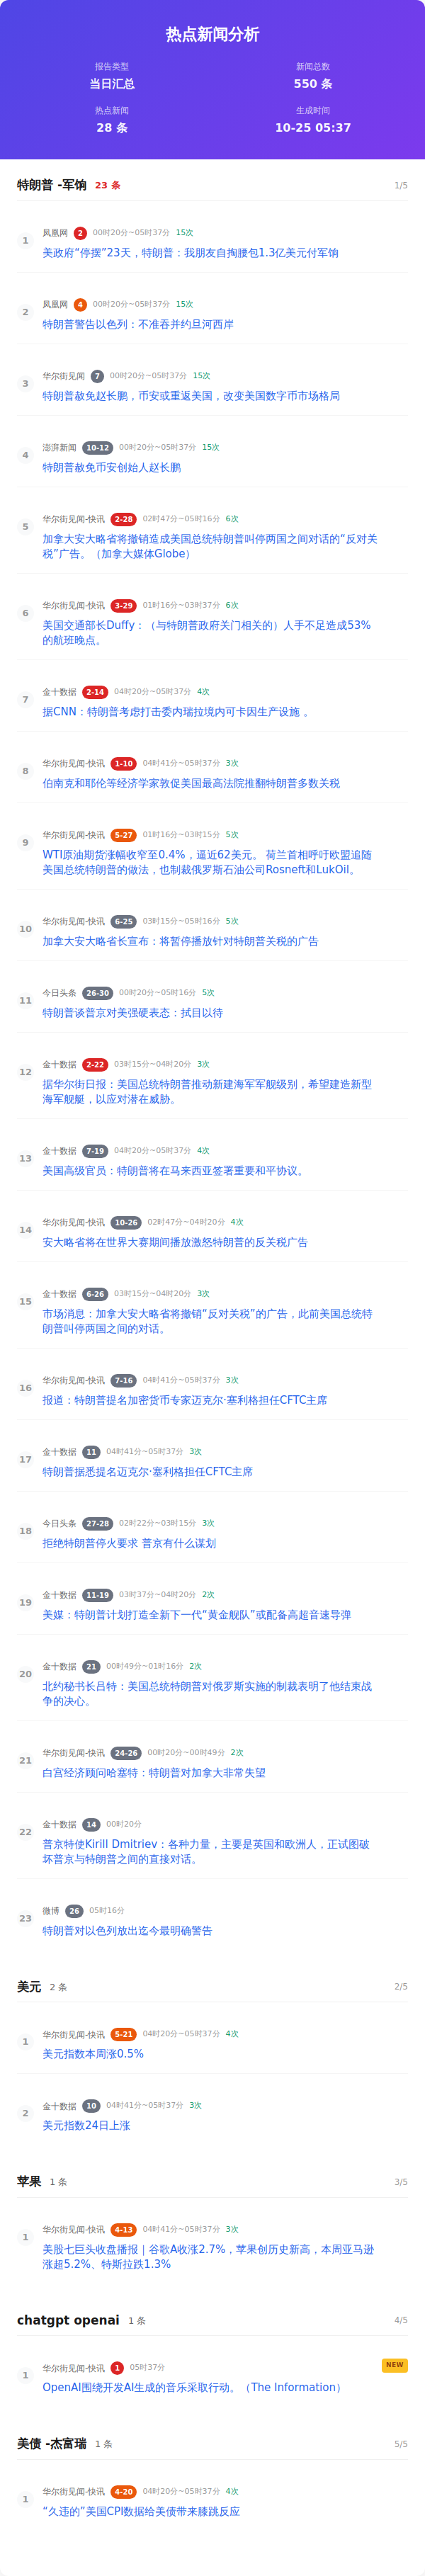 热点新闻分析
报告类型
新闻总数
当日汇总
550 条
热点新闻
生成时间
28 条
10-25 05:37
特朗普 -军饷 23 条 1/5
1
凤凰网 2 00时20分~05时37分 15次
美政府“停摆”23天，特朗普：我朋友自掏腰包1.3亿美元付军饷
2
凤凰网 4 00时20分~05时37分 15次
特朗普警告以色列：不准吞并约旦河西岸
3
华尔街见闻 7 00时20分~05时37分 15次
特朗普赦免赵长鹏，币安或重返美国，改变美国数字币市场格局
4
澎湃新闻 10-12 00时20分~05时37分 15次
特朗普赦免币安创始人赵长鹏
5
华尔街见闻-快讯 2-28 02时47分~05时16分 6次
加拿大安大略省将撤销造成美国总统特朗普叫停两国之间对话的“反对关
税”广告。（加拿大媒体Globe）
6
华尔街见闻-快讯 3-29 01时16分~03时37分 6次
美国交通部长Duffy：（与特朗普政府关门相关的）人手不足造成53%
的航班晚点。
7
金十数据 2-14 04时20分~05时37分 4次
据CNN：特朗普考虑打击委内瑞拉境内可卡因生产设施 。
8
华尔街见闻-快讯 1-10 04时41分~05时37分 3次
伯南克和耶伦等经济学家敦促美国最高法院推翻特朗普多数关税
9
华尔街见闻-快讯 5-27 01时16分~03时15分 5次
WTI原油期货涨幅收窄至0.4%，逼近62美元。 荷兰首相呼吁欧盟追随
美国总统特朗普的做法，也制裁俄罗斯石油公司Rosneft和LukOil。
10
华尔街见闻-快讯 6-25 03时15分~05时16分 5次
加拿大安大略省长宣布：将暂停播放针对特朗普关税的广告
11
今日头条 26-30 00时20分~05时16分 5次
特朗普谈普京对美强硬表态：拭目以待
12
金十数据 2-22 03时15分~04时20分 3次
据华尔街日报：美国总统特朗普推动新建海军军舰级别，希望建造新型
海军舰艇，以应对潜在威胁。
13
金十数据 7-19 04时20分~05时37分 4次
美国高级官员：特朗普将在马来西亚签署重要和平协议。
14
华尔街见闻-快讯 10-26 02时47分~04时20分 4次
安大略省将在世界大赛期间播放激怒特朗普的反关税广告
15
金十数据 6-26 03时15分~04时20分 3次
市场消息：加拿大安大略省将撤销“反对关税”的广告，此前美国总统特
朗普叫停两国之间的对话。
16
华尔街见闻-快讯 7-16 04时41分~05时37分 3次
报道：特朗普提名加密货币专家迈克尔·塞利格担任CFTC主席
17
金十数据 11 04时41分~05时37分 3次
特朗普据悉提名迈克尔·塞利格担任CFTC主席
18
今日头条 27-28 02时22分~03时15分 3次
拒绝特朗普停火要求 普京有什么谋划
19
金十数据 11-19 03时37分~04时20分 2次
美媒：特朗普计划打造全新下一代“黄金舰队”或配备高超音速导弹
20
金十数据 21 00时49分~01时16分 2次
北约秘书长吕特：美国总统特朗普对俄罗斯实施的制裁表明了他结束战
争的决心。
21
华尔街见闻-快讯 24-26 00时20分~00时49分 2次
白宫经济顾问哈塞特：特朗普对加拿大非常失望
22
金十数据 14 00时20分
普京特使Kirill Dmitriev：各种力量，主要是英国和欧洲人，正试图破
坏普京与特朗普之间的直接对话。
23
微博 26 05时16分
特朗普对以色列放出迄今最明确警告
美元 2 条 2/5
1
华尔街见闻-快讯 5-21 04时20分~05时37分 4次
美元指数本周涨0.5%
2
金十数据 10 04时41分~05时37分 3次
美元指数24日上涨
苹果 1 条 3/5
1
华尔街见闻-快讯 4-13 04时41分~05时37分 3次
美股七巨头收盘播报｜谷歌A收涨2.7%，苹果创历史新高，本周亚马逊
涨超5.2%、特斯拉跌1.3%
chatgpt openai 1 条 4/5
1
华尔街见闻-快讯 1 05时37分 NEW
OpenAI围绕开发AI生成的音乐采取行动。（The Information）
美债 -杰富瑞 1 条 5/5
1
华尔街见闻-快讯 4-20 04时20分~05时37分 4次
“久违的”美国CPI数据给美债带来膝跳反应